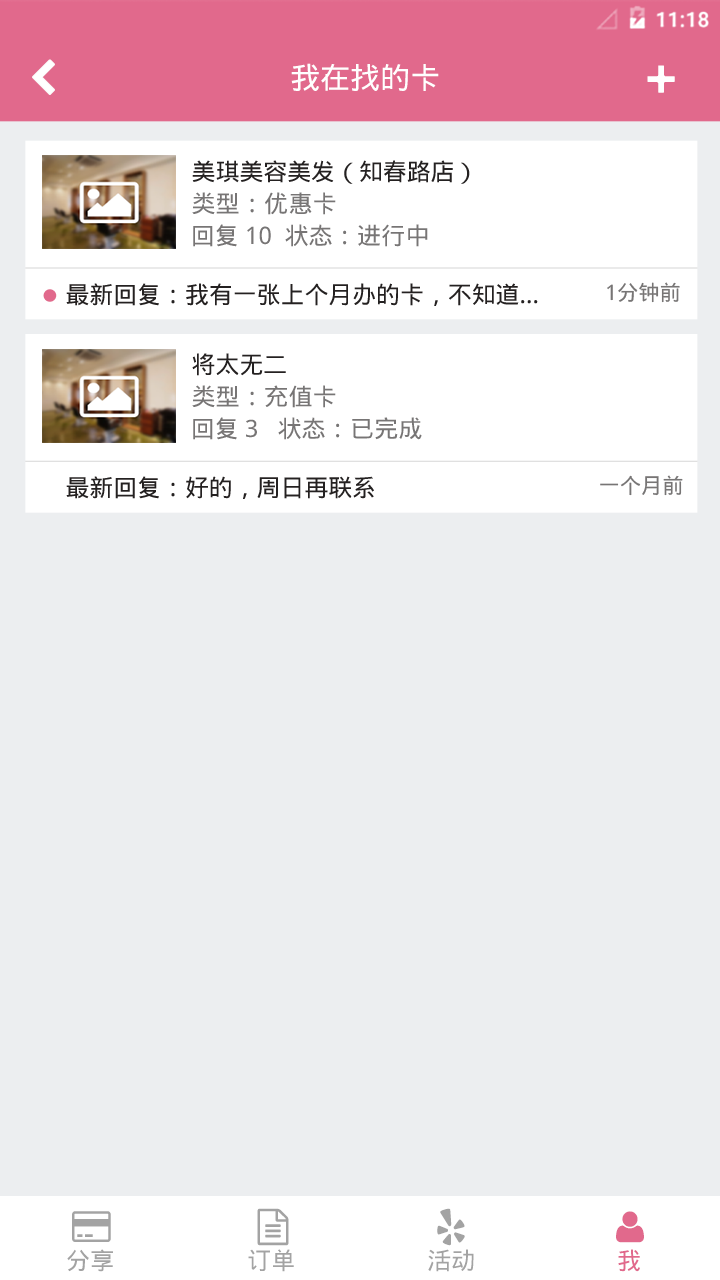 11:18
我在找的卡
美琪美容美发（知春路店）
类型：优惠卡
回复 10 状态：进行中
最新回复：我有一张上个月办的卡，不知道... 1分钟前
将太无二
类型：充值卡
回复 3 状态：已完成
最新回复：好的，周日再联系 一个月前
分享 订单 活动 我